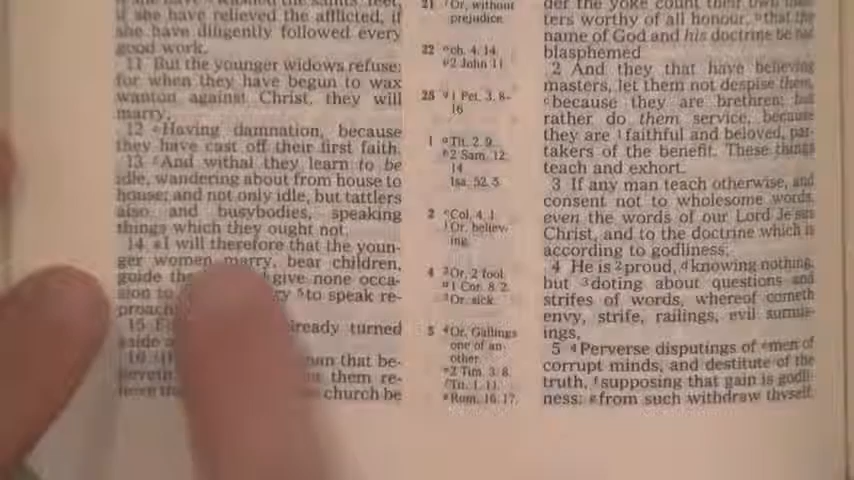 if she have relieved the afflicted, if
she have diligently followed every
good work.
11 But the younger widows refuse:
for when they have begun to wax
wanton against Christ, they will
marry;
12 Having damnation, because
they have cast off their first faith.
13 And withal they learn to be
idle, wandering about from house to
house; and not only idle, but tattlers
also and busybodies, speaking
things which they ought not.
14 I will therefore that the youn-
ger women marry, bear children,
guide the give none occa-
sion to to speak re-
proach
15 already turned
aside
16 man that be-
lieveth them re-
church be
21 Or, without
prejudice
22 ch. 4. 14.
2 John 11
25 1 Pet. 3. 8-
16
1 Tit. 2. 9.
2 Sam. 12.
14
Isa. 52. 5
2 Col. 4. 1
Or, believ-
ing
4 Or, 2 fool
1 Cor. 8. 2
Or, sick
5 Or, Gallings
one of an-
other
2 Tim. 3. 8.
Tit. 1. 11.
Rom. 16. 17.
der the yoke count their own
ters worthy of all honour, that the
name of God and his doctrine be not
blasphemed
2 And they that have believing
masters, let them not despise them,
because they are brethren; but
rather do them service, because
they are faithful and beloved, par-
takers of the benefit. These things
teach and exhort.
3 If any man teach otherwise, and
consent not to wholesome words,
even the words of our Lord Jesus
Christ, and to the doctrine which is
according to godliness;
4 He is proud, knowing nothing,
but doting about questions and
strifes of words, whereof cometh
envy, strife, railings, evil surmis-
ings,
5 Perverse disputings of men of
corrupt minds, and destitute of the
truth, supposing that gain is godli-
ness: from such withdraw thyself.